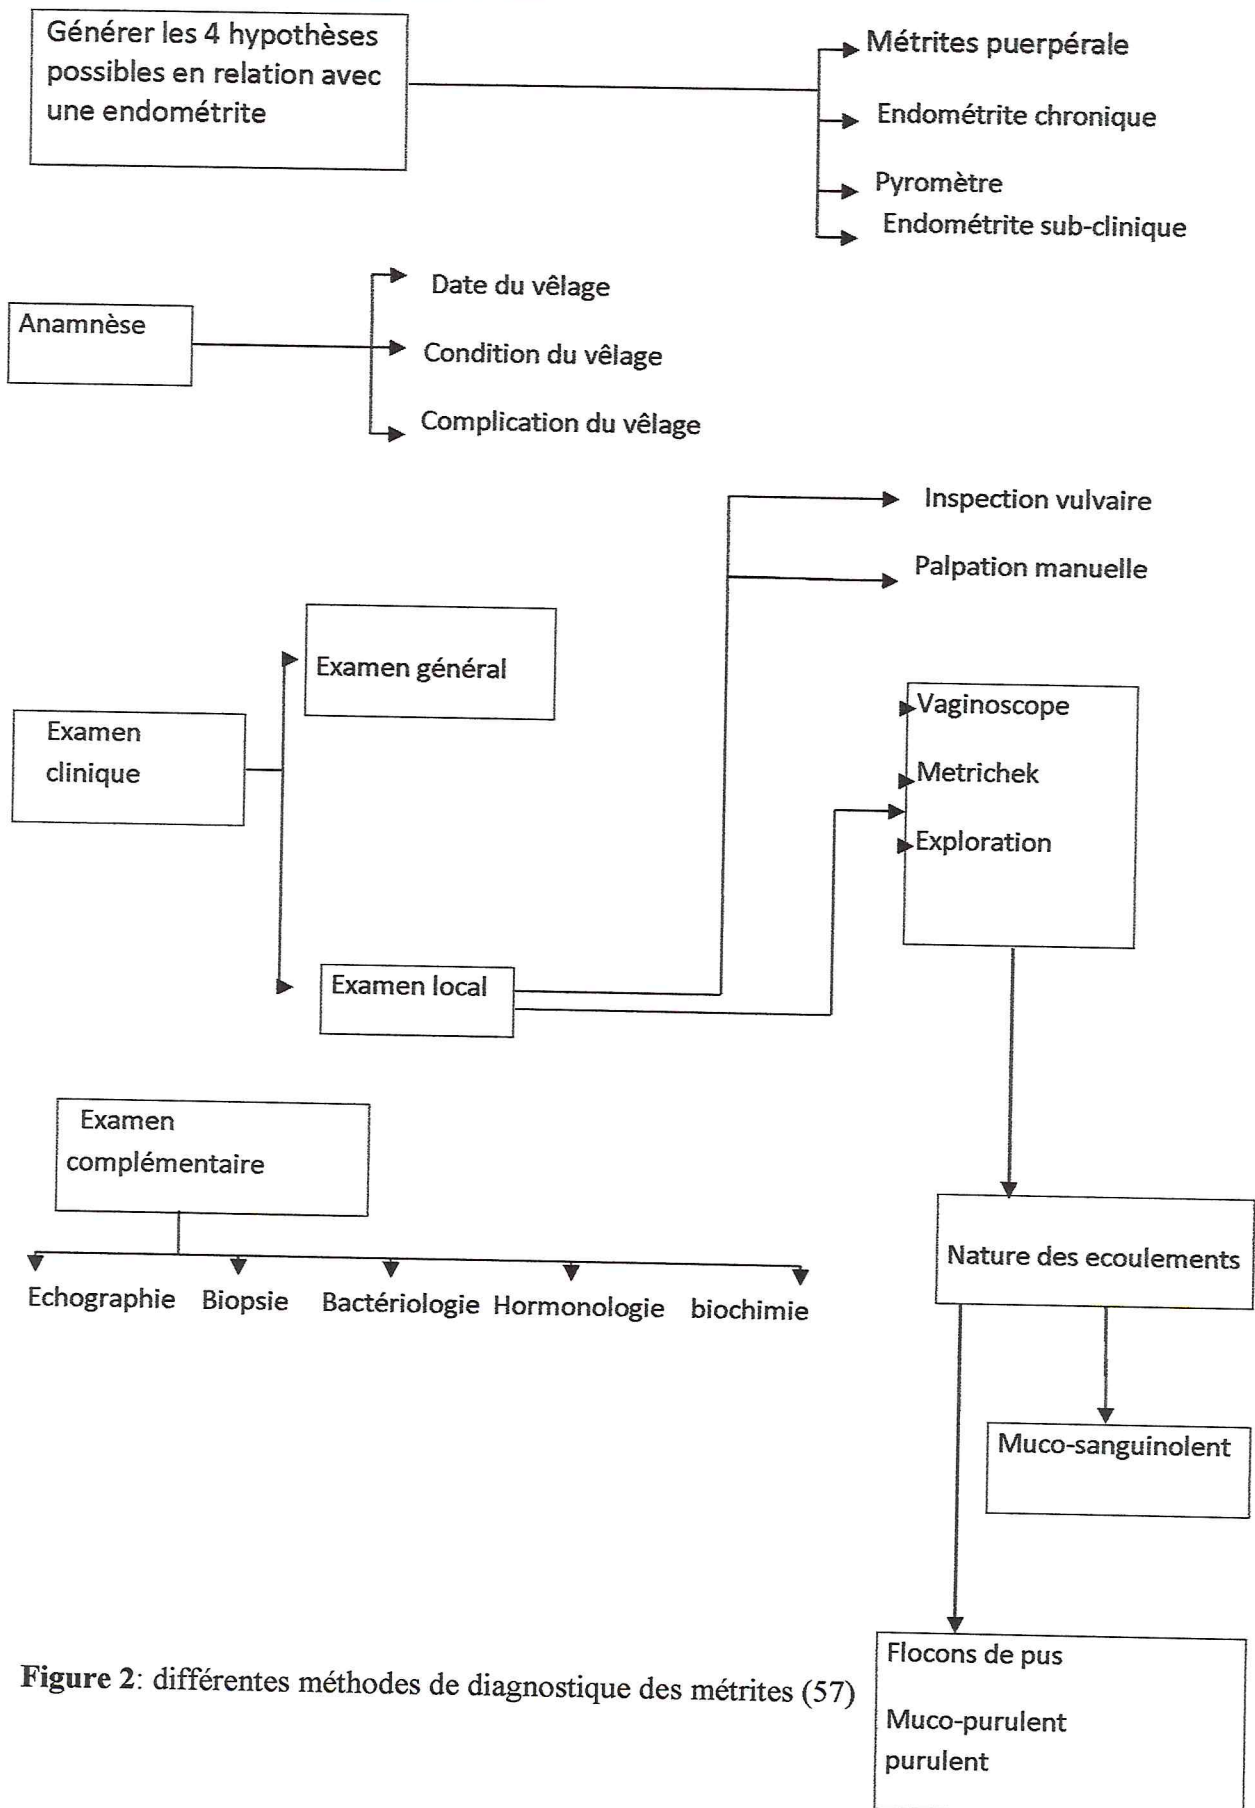 Générer les 4 hypothèses
possibles en relation avec
une endométrite
Métrites puerpérale
Endométrite chronique
Pyromètre
Endométrite sub-clinique
Anamnèse
Date du vêlage
Condition du vêlage
Complication du vêlage
Inspection vulvaire
Palpation manuelle
Examen
clinique
Examen général
Examen local
Vaginoscope
Metrichek
Exploration
Examen
complémentaire
Echographie
Biopsie
Bactériologie
Hormonologie
biochimie
Nature des ecoulements
Muco-sanguinolent
Flocons de pus
Muco-purulent
purulent
Figure 2: différentes méthodes de diagnostique des métrites (57)